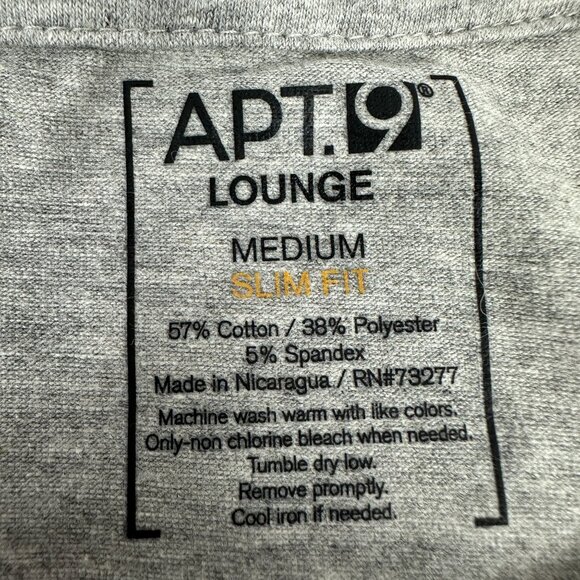 APT.9®
LOUNGE
MEDIUM
SLIM FIT
57% Cotton / 38% Polyester
5% Spandex
Made in Nicaragua / RN#73277
Machine wash warm with like colors.
Only-non chlorine bleach when needed.
Tumble dry low.
Remove promptly.
Cool iron if needed.